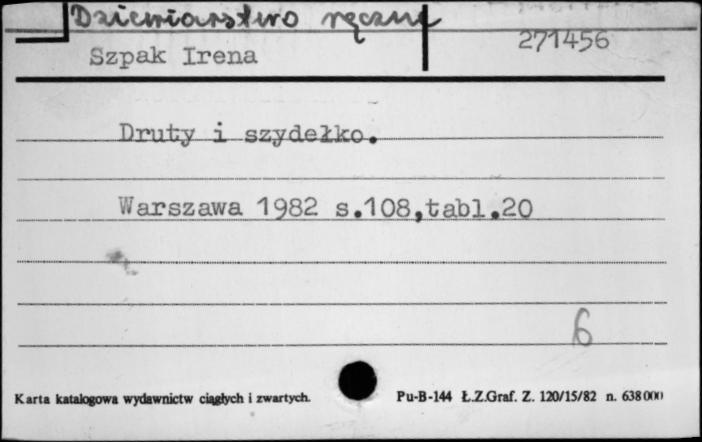 Dziewiarstwo ręczne
271456
Szpak Irena
Druty i szydełko.
Warszawa 1982 s.108,tabl.20
6
Karta katalogowa wydawnictw ciągłych i zwartych.
Pu-B-144 Ł.Z.Graf. Z. 120/15/82 n. 638000